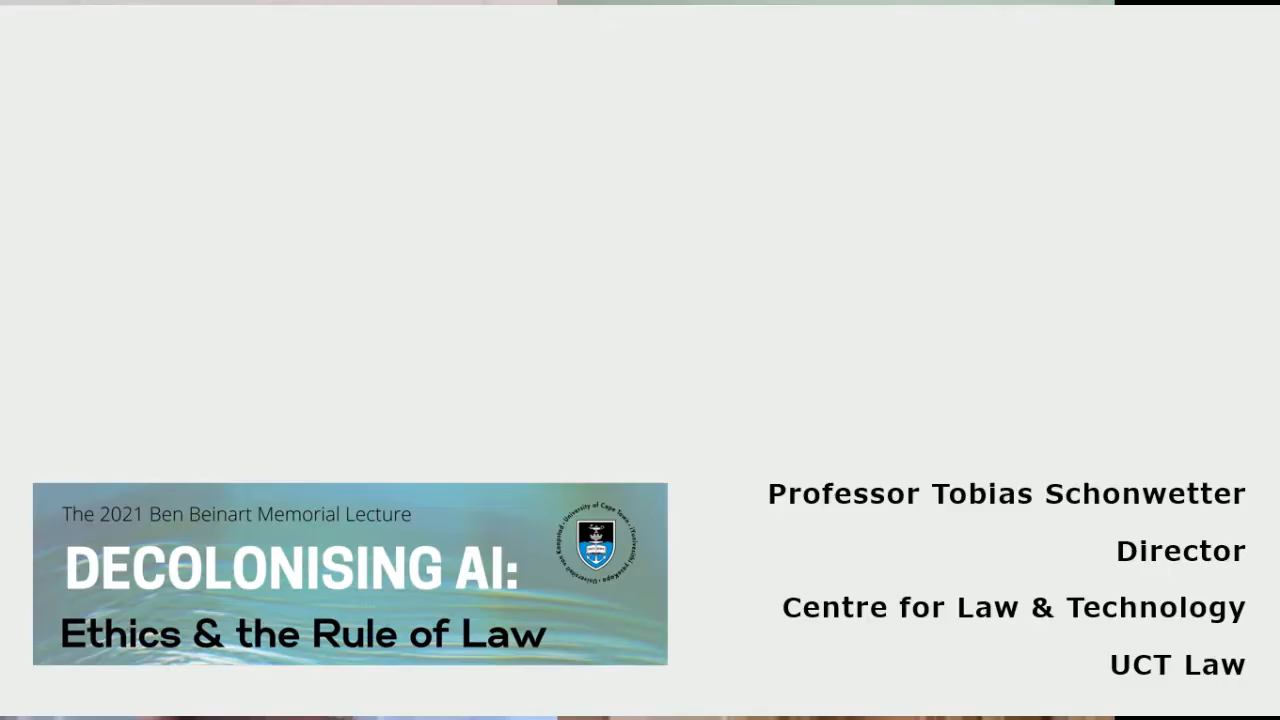 The 2021 Ben Beinart Memorial Lecture
DECOLONISING AI:
Ethics & the Rule of Law
Professor Tobias Schonwetter
Director
Centre for Law & Technology
UCT Law